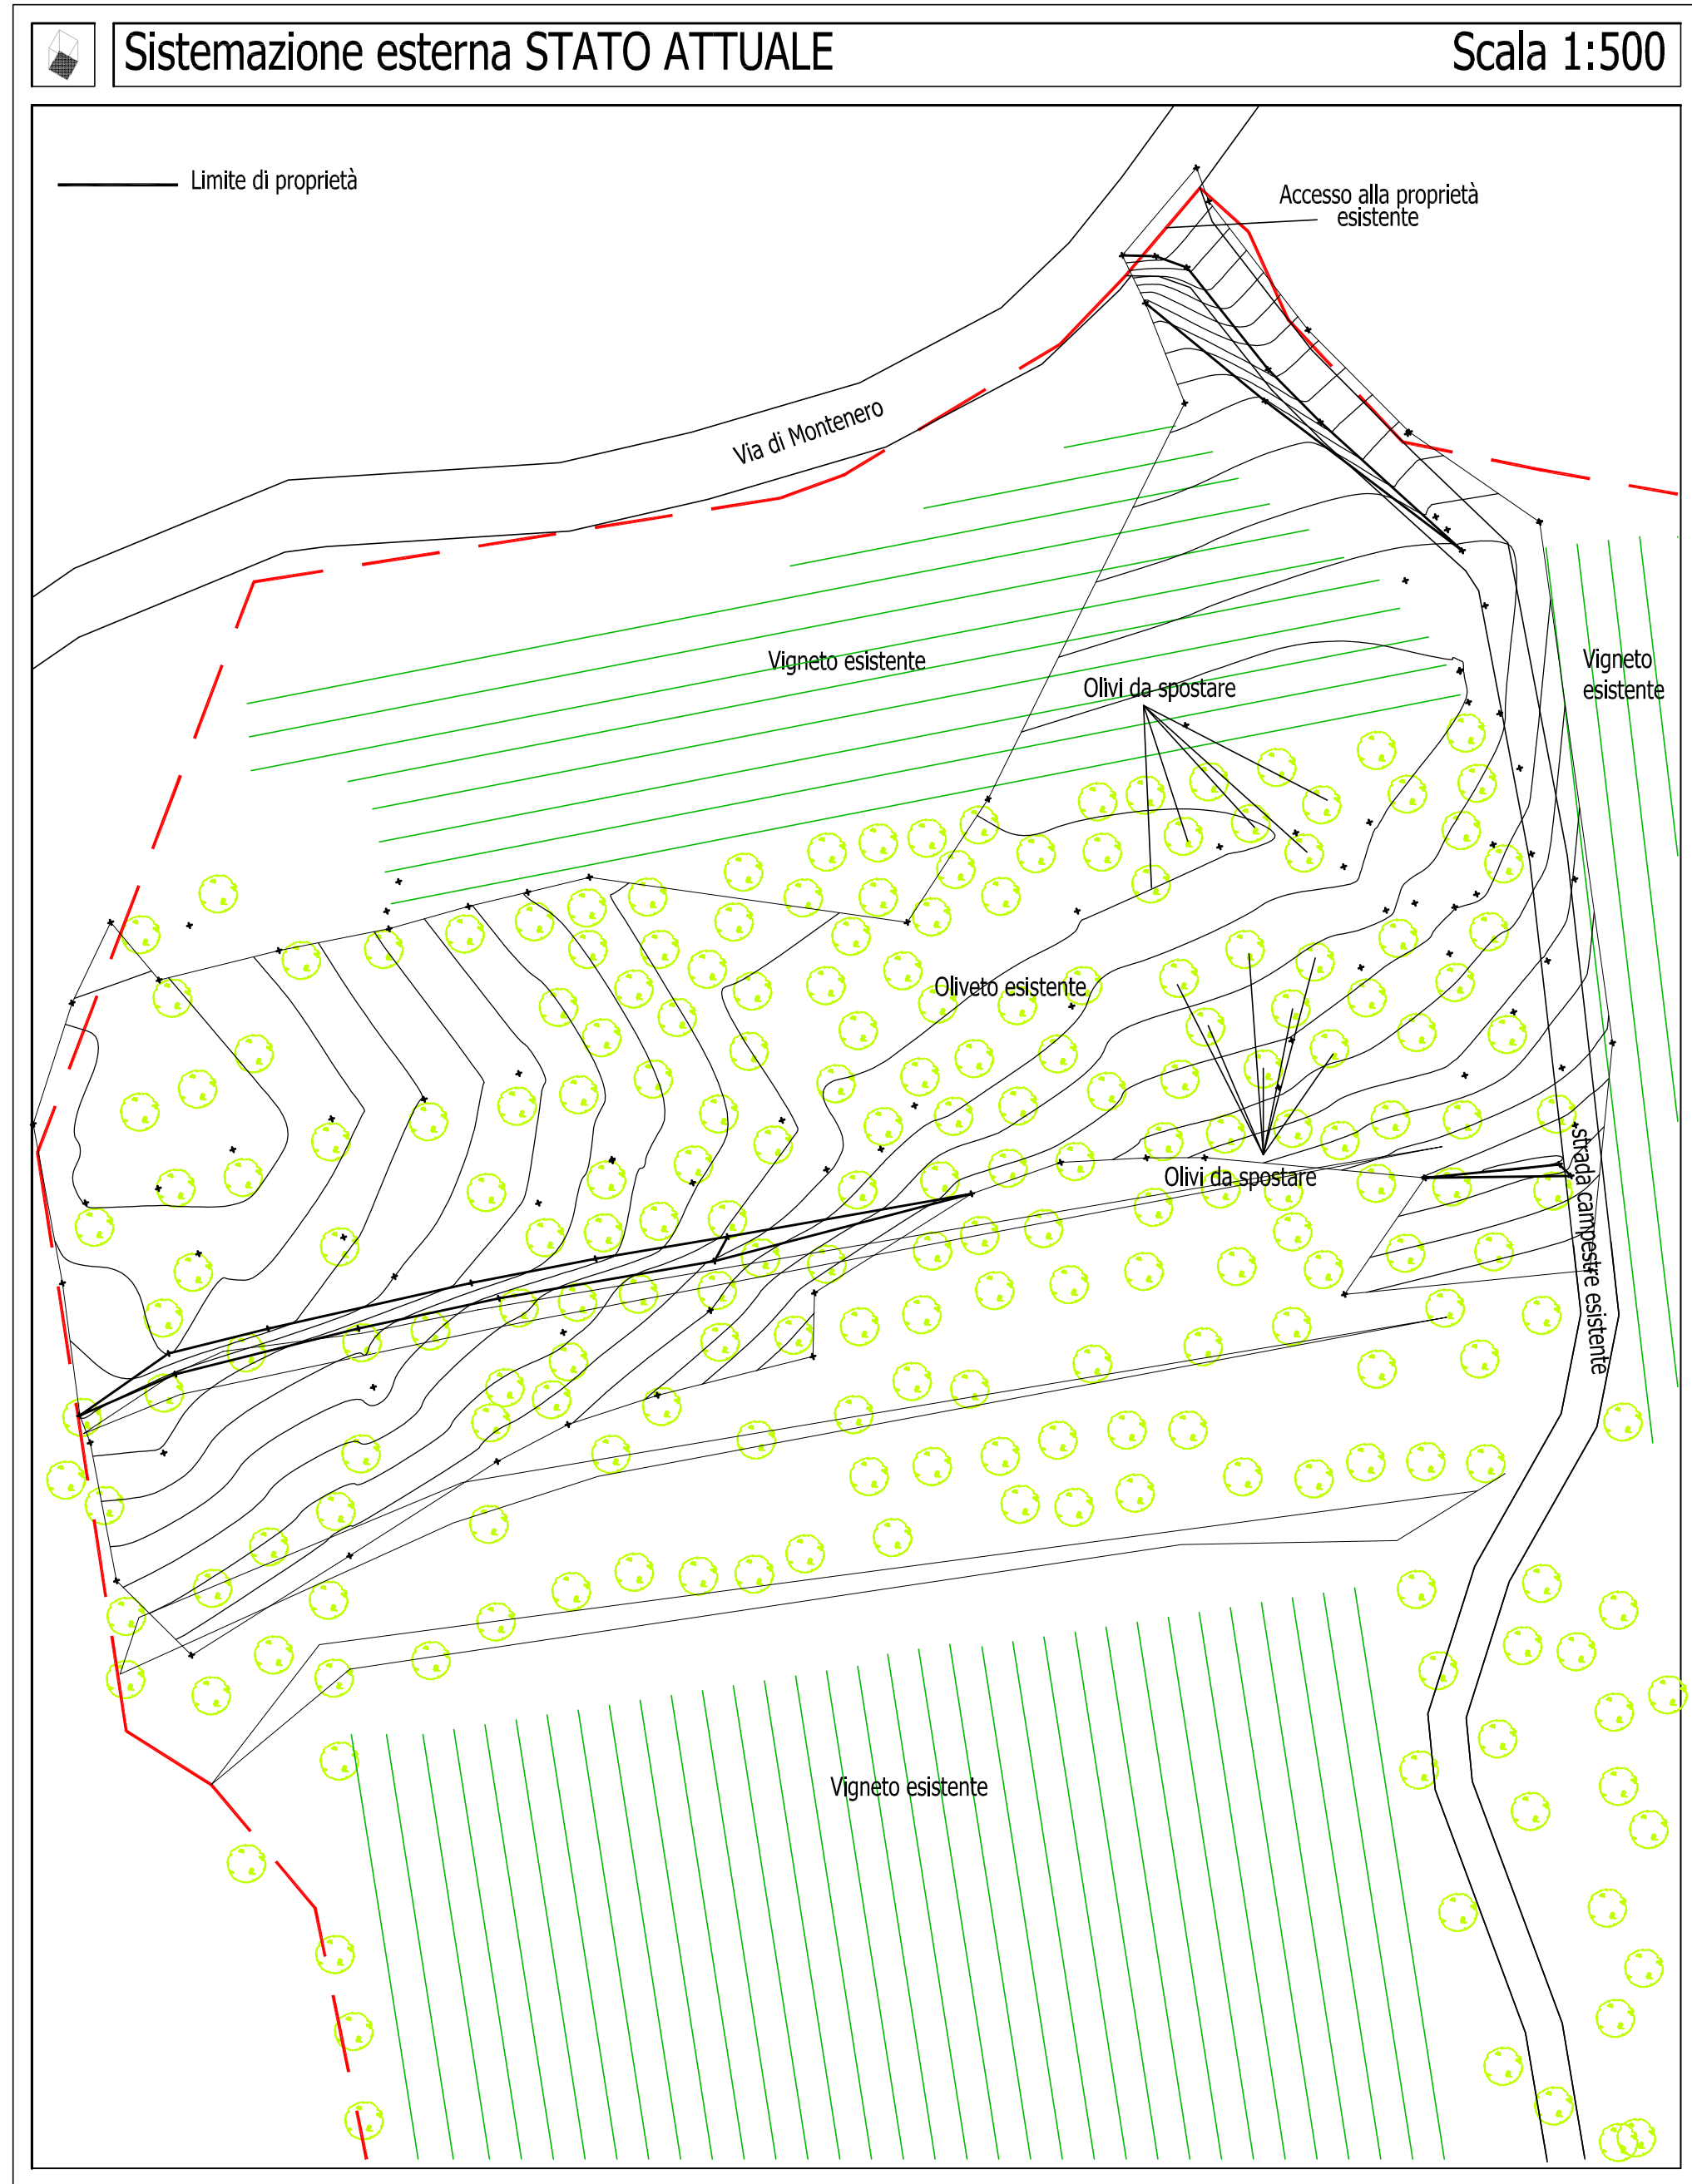 Sistemazione esterna STATO ATTUALE
Scala 1:500
Limite di proprietà
Accesso alla proprietà
esistente
Via di Montenero
Vigneto esistente
Vigneto
esistente
Olivi da spostare
Oliveto esistente
Olivi da spostare
strada campestre esistente
Vigneto esistente